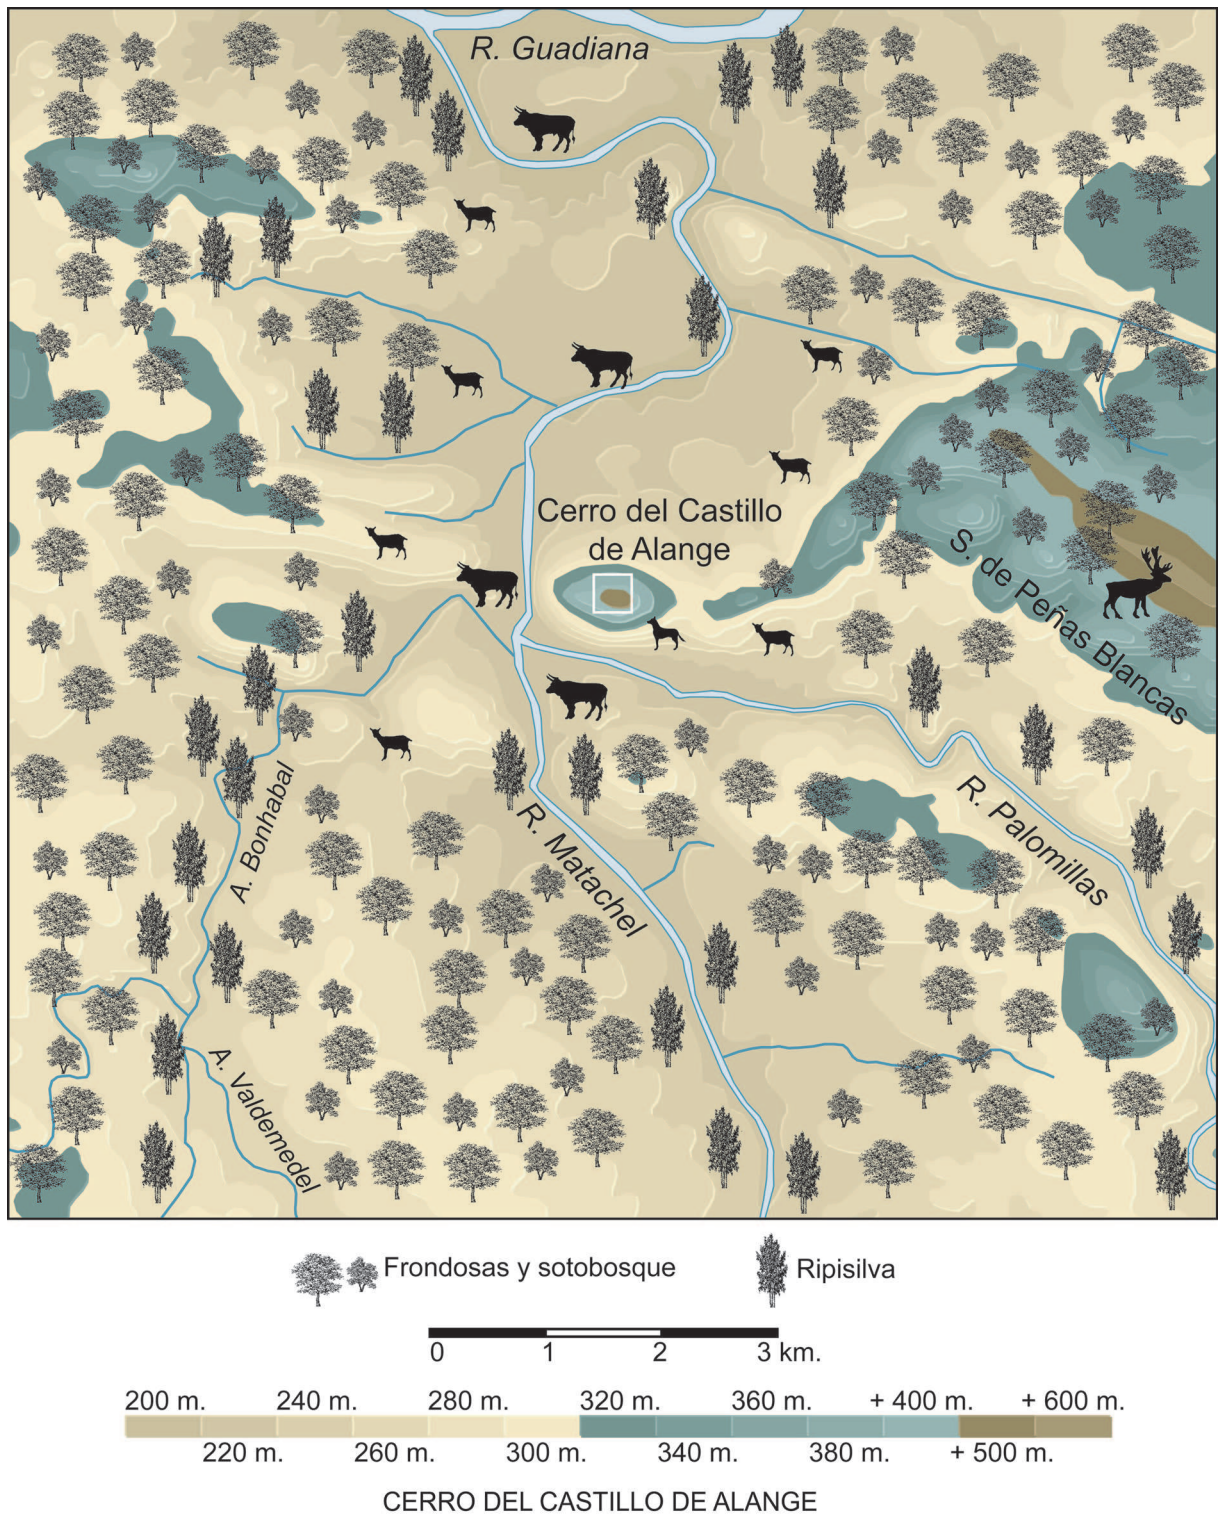 R. Guadiana
Cerro del Castillo
de Alange
S. de Peñas Blancas
R. Palomillas
R. Matachel
A. Bonhabal
A. Valdemedel
Frondosas y sotobosque
Ripisilva
0 1 2 3 km.
200 m. 240 m. 280 m. 320 m. 360 m. + 400 m. + 600 m.
220 m. 260 m. 300 m. 340 m. 380 m. + 500 m.
CERRO DEL CASTILLO DE ALANGE